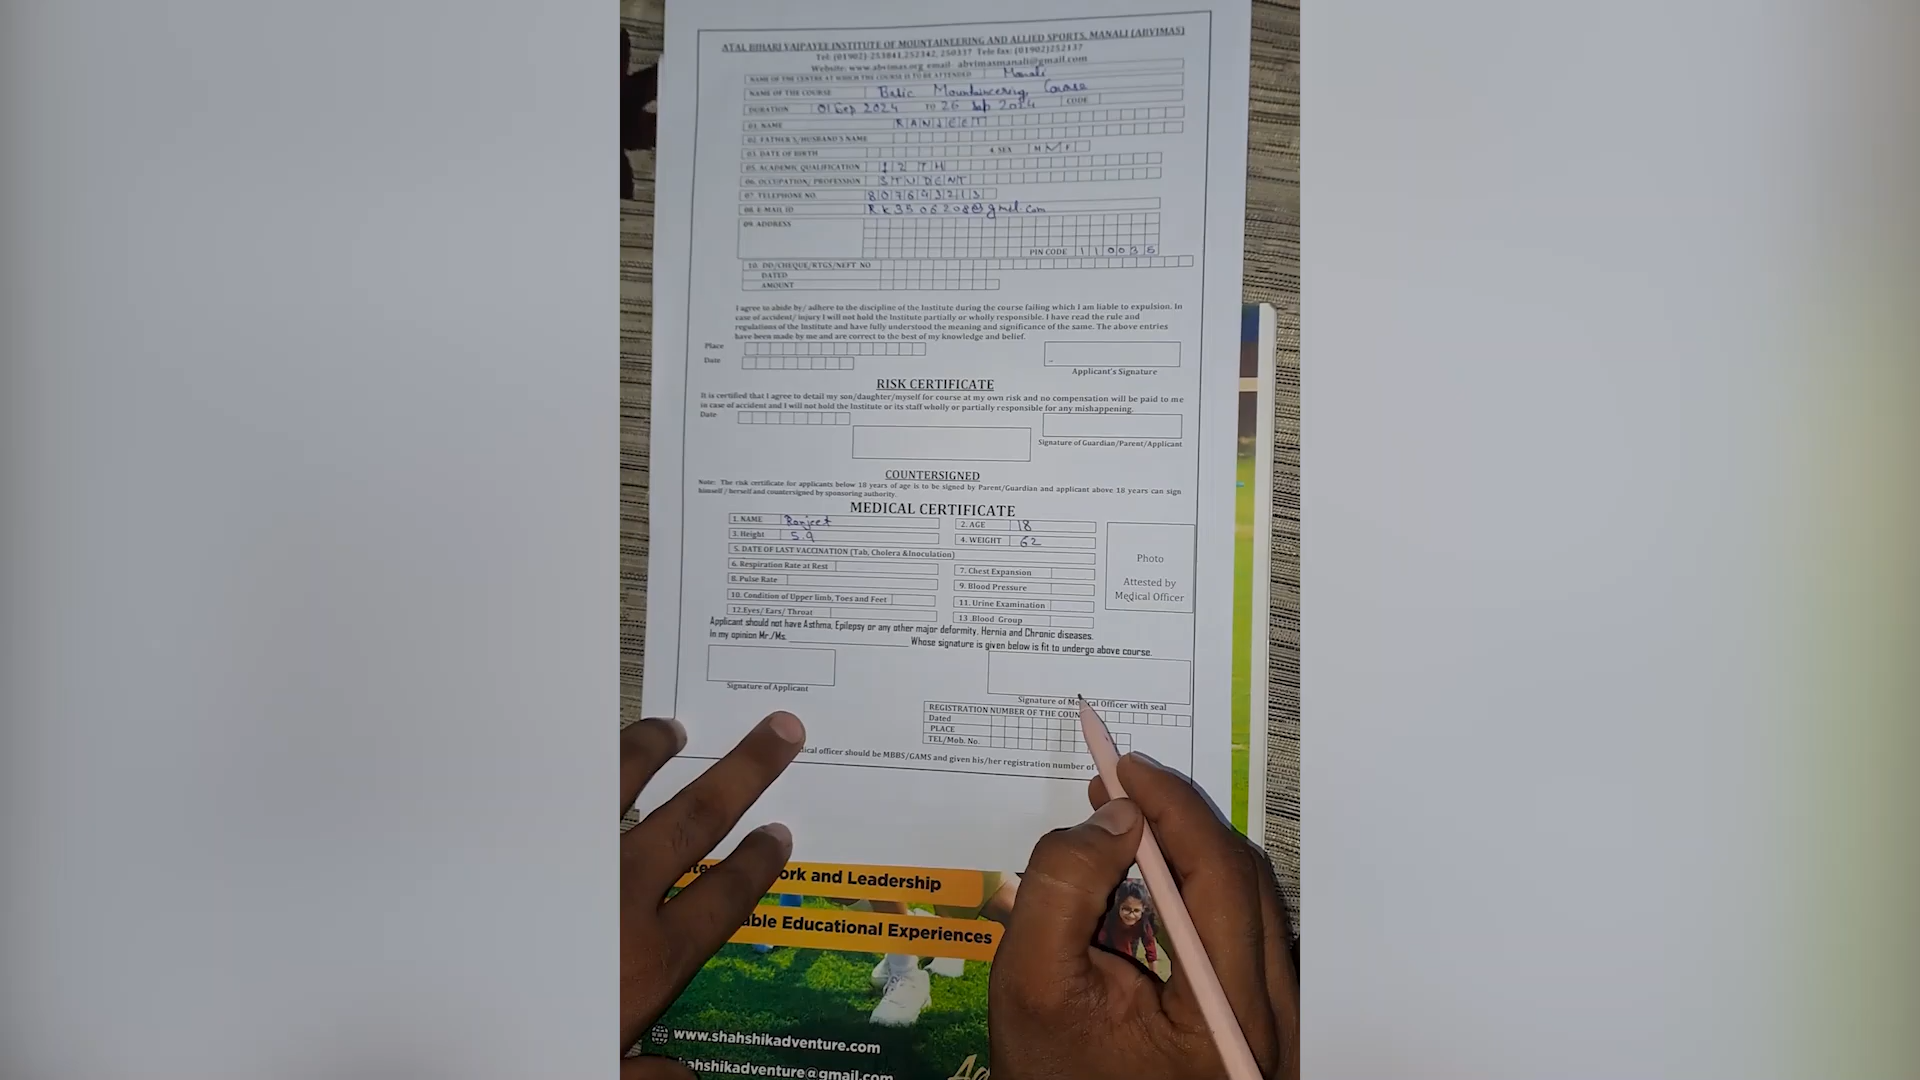 ATAL BIHARI VAJPAYEE INSTITUTE OF MOUNTAINEERING AND ALLIED SPORTS, MANALI (ABVIMAS)
Tel: (01902)-253841,252342, 250337 Tele fax: (01902)252137
Website: www.abvimas.org email: abvimasmanali@gmail.com
NAME OF THE CENTRE AT WHICH THE COURSE IS TO BE ATTENDED Manali
NAME OF THE COURSE Basic Mountaineering Course
DURATION 01 Sep 2024 TO 26 Sep 2024 CODE
01 NAME RANJEET
02 FATHER'S/HUSBAND'S NAME
03 DATE OF BIRTH 4. SEX M F
05 ACADEMIC QUALIFICATION 12 TH
06 OCCUPATION/ PROFESSION STUDENT
07 TELEPHONE NO.
08 E-MAIL ID
09 ADDRESS
PIN CODE 110035
10. DD/CHEQUE/RTGS/NEFT NO
DATED
AMOUNT
I agree to abide by/ adhere to the discipline of the Institute during the course failing which I am liable to expulsion. In
case of accident/ injury I will not hold the Institute partially or wholly responsible. I have read the rule and
regulations of the Institute and have fully understood the meaning and significance of the same. The above entries
have been made by me and are correct to the best of my knowledge and belief.
Place
Date
Applicant's Signature
RISK CERTIFICATE
It is certified that I agree to detail my son/daughter/myself for course at my own risk and no compensation will be paid to me
in case of accident and I will not hold the Institute or its staff wholly or partially responsible for any mishappening.
Date
Signature of Guardian/Parent/Applicant
COUNTERSIGNED
Note: The risk certificate for applicants below 18 years of age is to be signed by Parent/Guardian and applicant above 18 years can sign
himself / herself and countersigned by sponsoring authority.
MEDICAL CERTIFICATE
1. NAME Ranjeet 2. AGE 18
3. Height 5.9 4. WEIGHT 62
5. DATE OF LAST VACCINATION (Tab, Cholera &Inoculation)
6. Respiration Rate at Rest 7. Chest Expansion
8. Pulse Rate 9. Blood Pressure
10. Condition of Upper limb, Toes and Feet 11. Urine Examination
12.Eyes/ Ears/ Throat 13 .Blood Group
Photo
Attested by
Medical Officer
Applicant should not have Asthma, Epilepsy or any other major deformity, Hernia and Chronic diseases.
In my opinion Mr./Ms. Whose signature is given below is fit to undergo above course.
Signature of Applicant
Signature of Medical Officer with seal
REGISTRATION NUMBER OF THE COUN
Dated
PLACE
TEL/Mob. No.
dical officer should be MBBS/GAMS and given his/her registration number of
ork and Leadership
able Educational Experiences
www.shahshikadventure.com
ahshikadventure@gmail.com